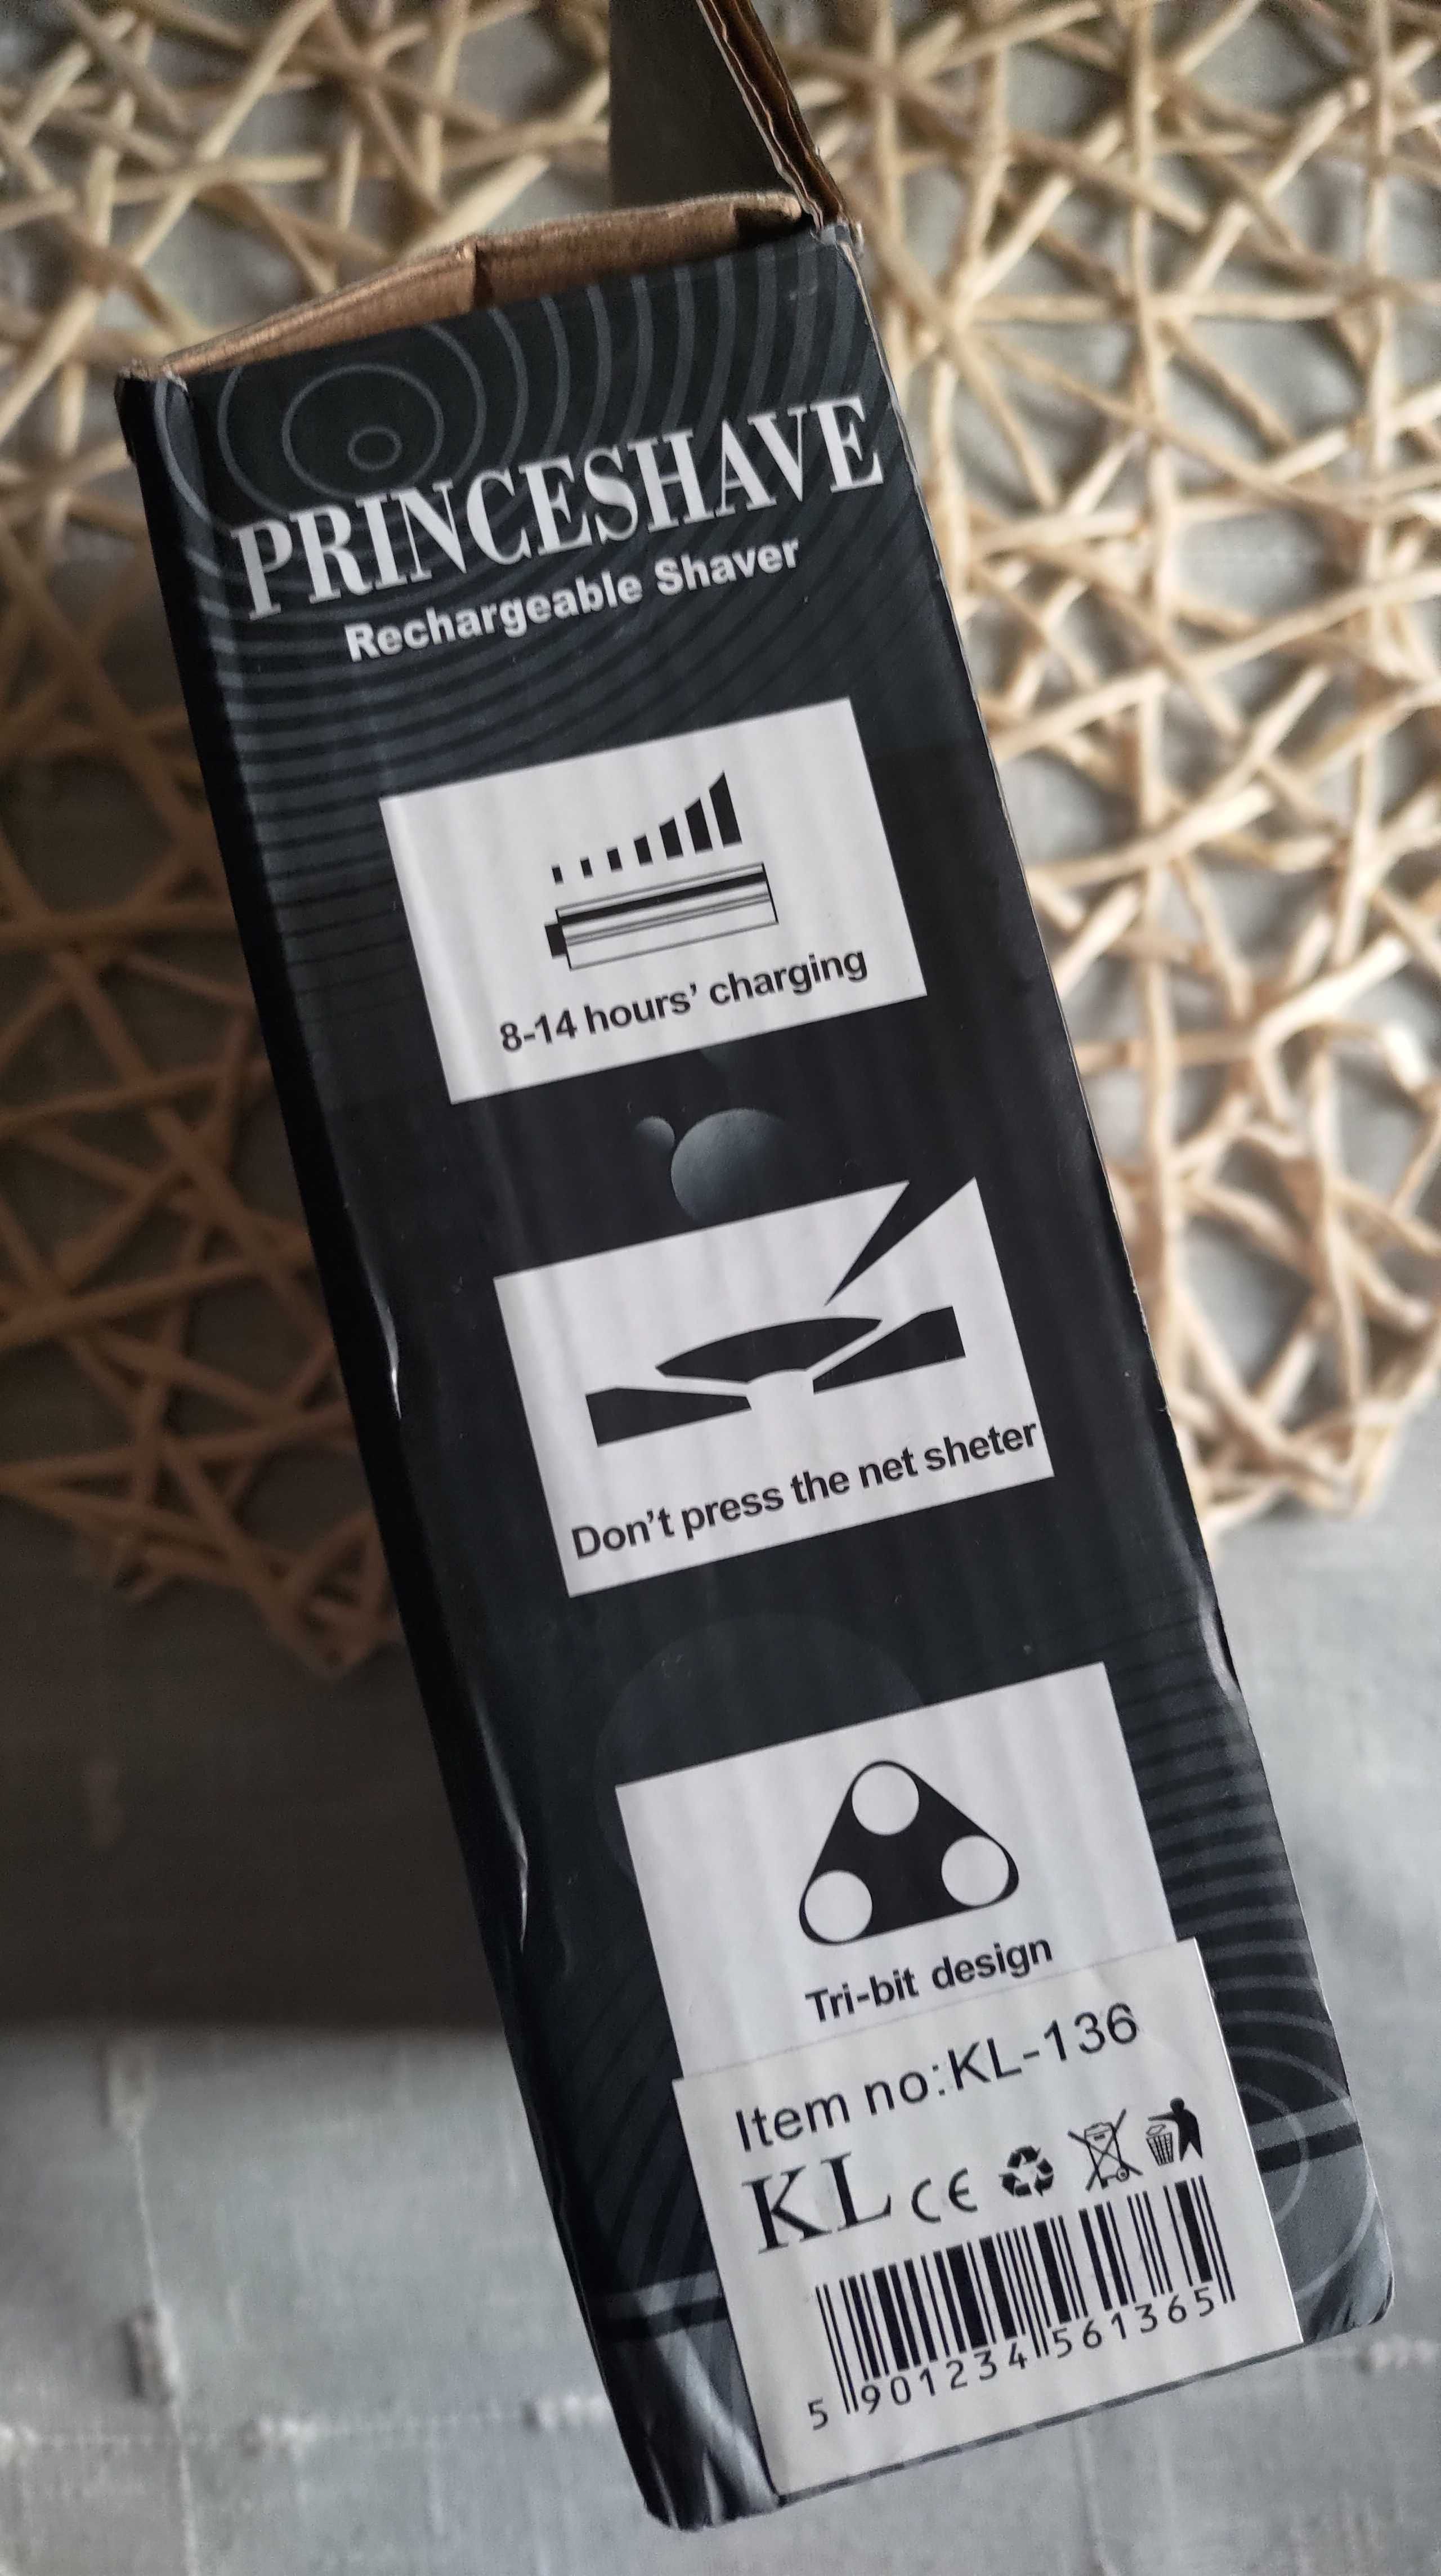 PRINCESHAVE
Rechargeable Shaver
8-14 hours' charging
Don't press the net sheter
Tri-bit design
Item no:KL-136
KL CE
5 901234 561365